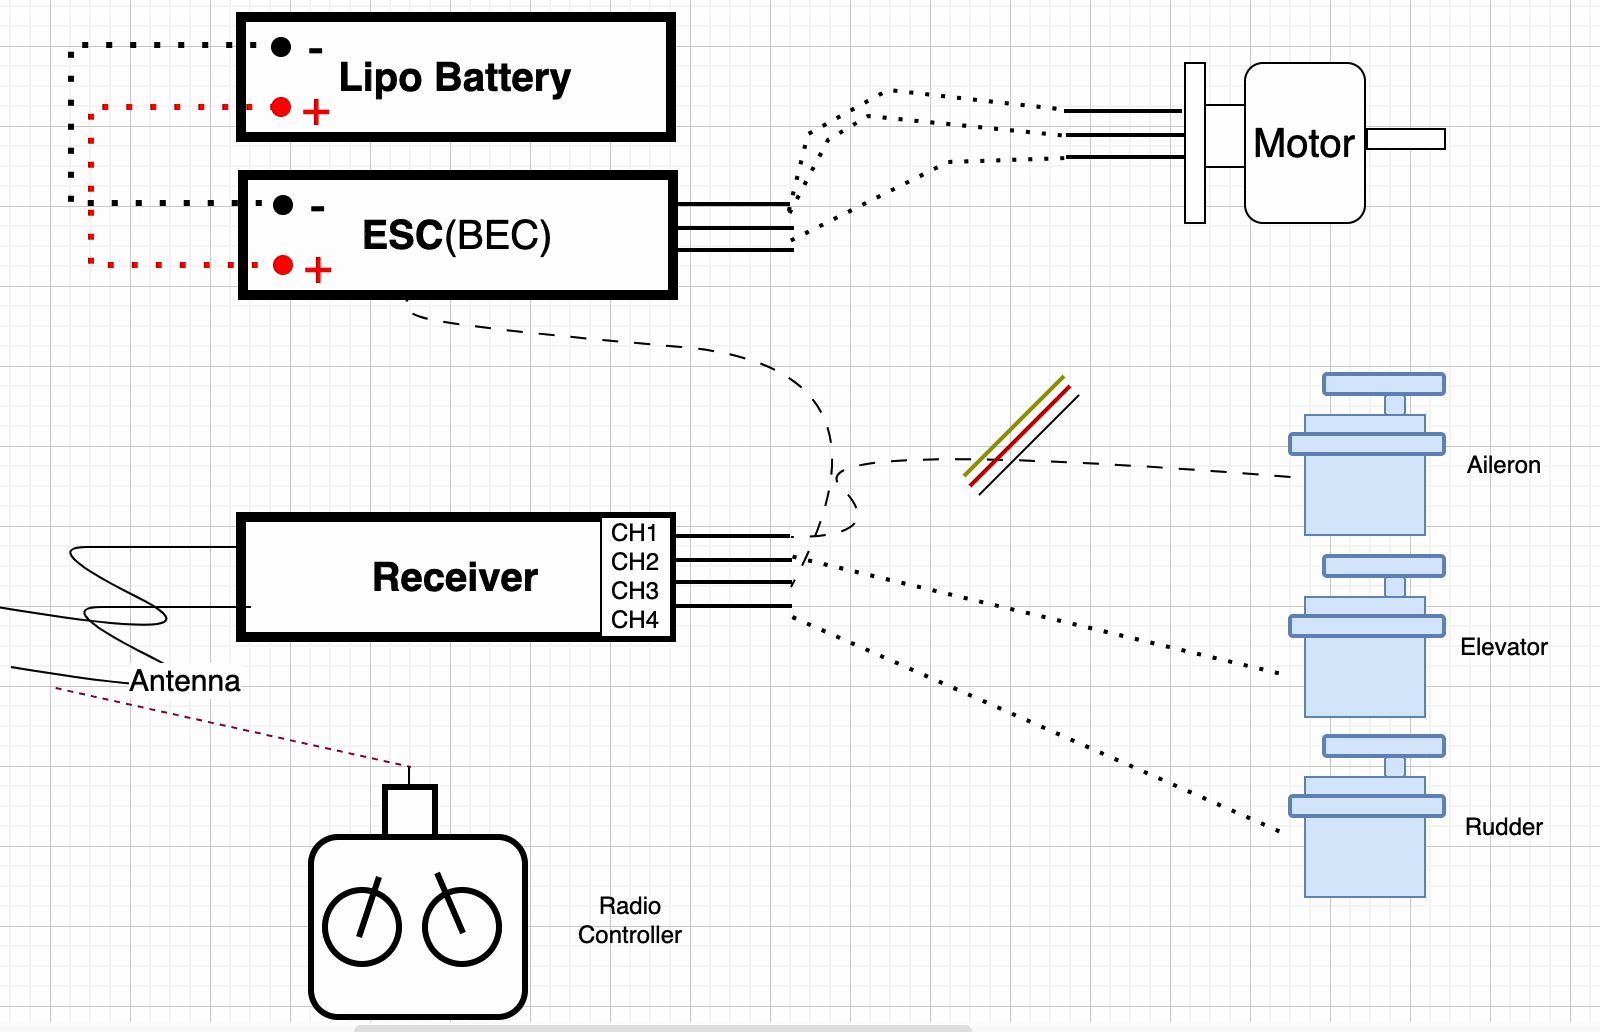 -
Lipo Battery
+
Motor
-
ESC(BEC)
+
Aileron
CH1
CH2
Receiver
CH3
CH4
Elevator
Antenna
Rudder
Radio
Controller